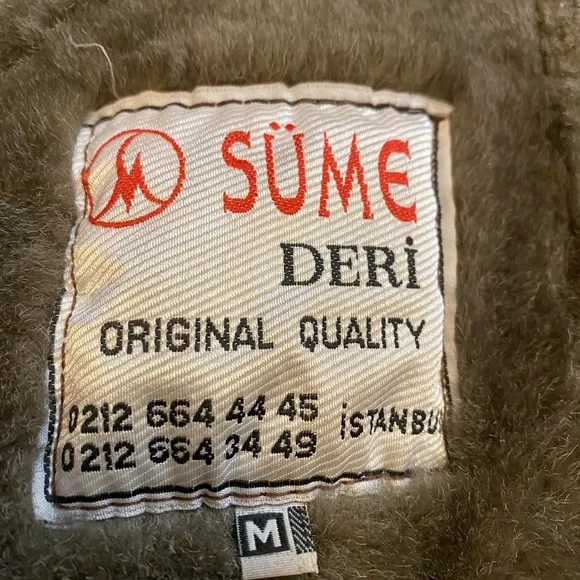 SÜME
DERİ
ORIGINAL QUALITY
0212 664 44 45 İSTANBU
0212 664 34 49
M